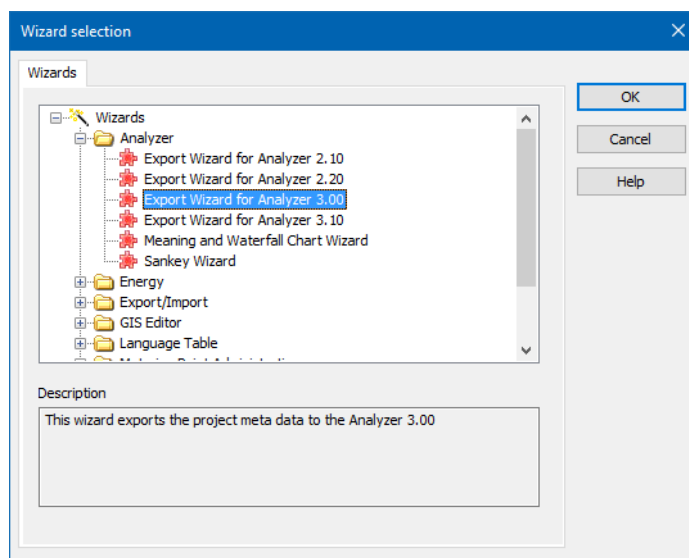 Wizard selection
Wizards
Wizards
Analyzer
Export Wizard for Analyzer 2.10
Export Wizard for Analyzer 2.20
Export Wizard for Analyzer 3.00
Export Wizard for Analyzer 3.10
Meaning and Waterfall Chart Wizard
Sankey Wizard
Energy
Export/Import
GIS Editor
Language Table
OK
Cancel
Help
Description
This wizard exports the project meta data to the Analyzer 3.00